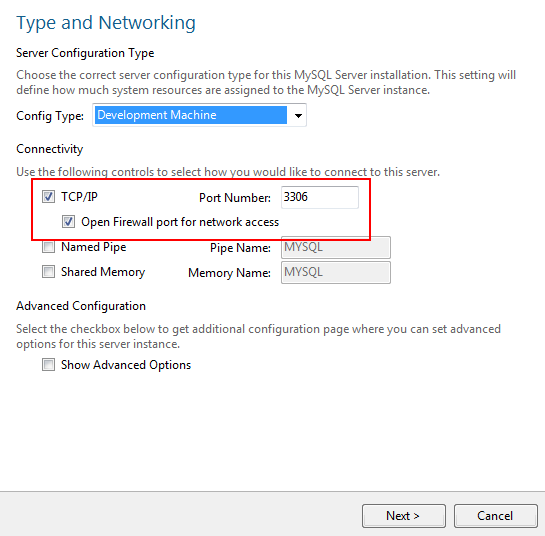 Type and Networking
Server Configuration Type
Choose the correct server configuration type for this MySQL Server installation. This setting will
define how much system resources are assigned to the MySQL Server instance.
Config Type: Development Machine
Connectivity
Use the following controls to select how you would like to connect to this server.
TCP/IP Port Number: 3306
Open Firewall port for network access
Named Pipe Pipe Name: MYSQL
Shared Memory Memory Name: MYSQL
Advanced Configuration
Select the checkbox below to get additional configuration page where you can set advanced
options for this server instance.
Show Advanced Options
Next > Cancel